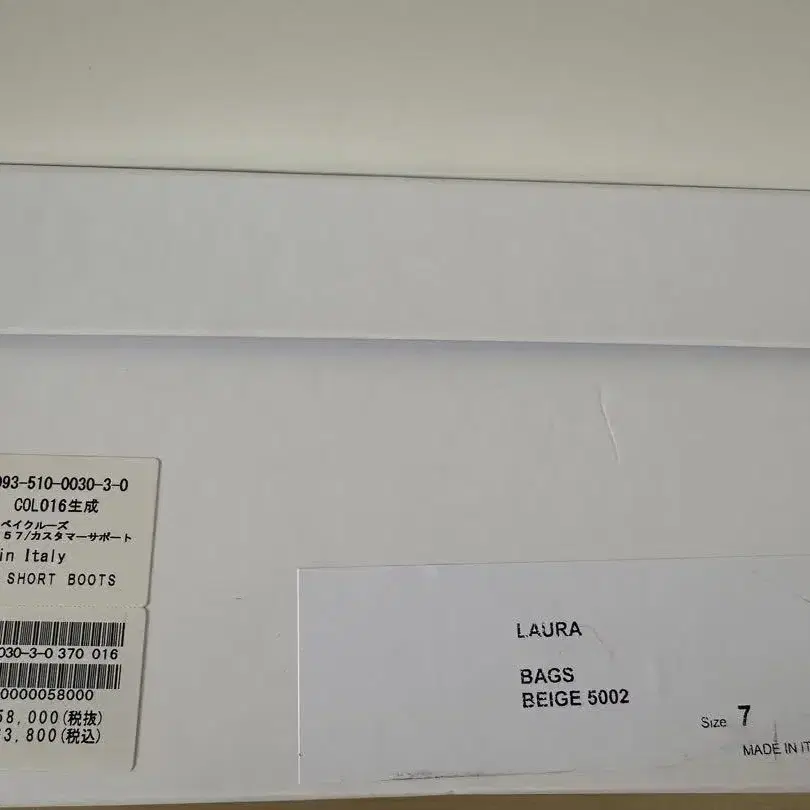 093-510-0030-3-0
COL016生成
ベイクルーズ
57/カスタマーサポート
in Italy
SHORT BOOTS
030-3-0 370 016
0000058000
58,000(税抜)
3,800(税込)
LAURA
BAGS
BEIGE 5002
Size 7
MADE IN IT